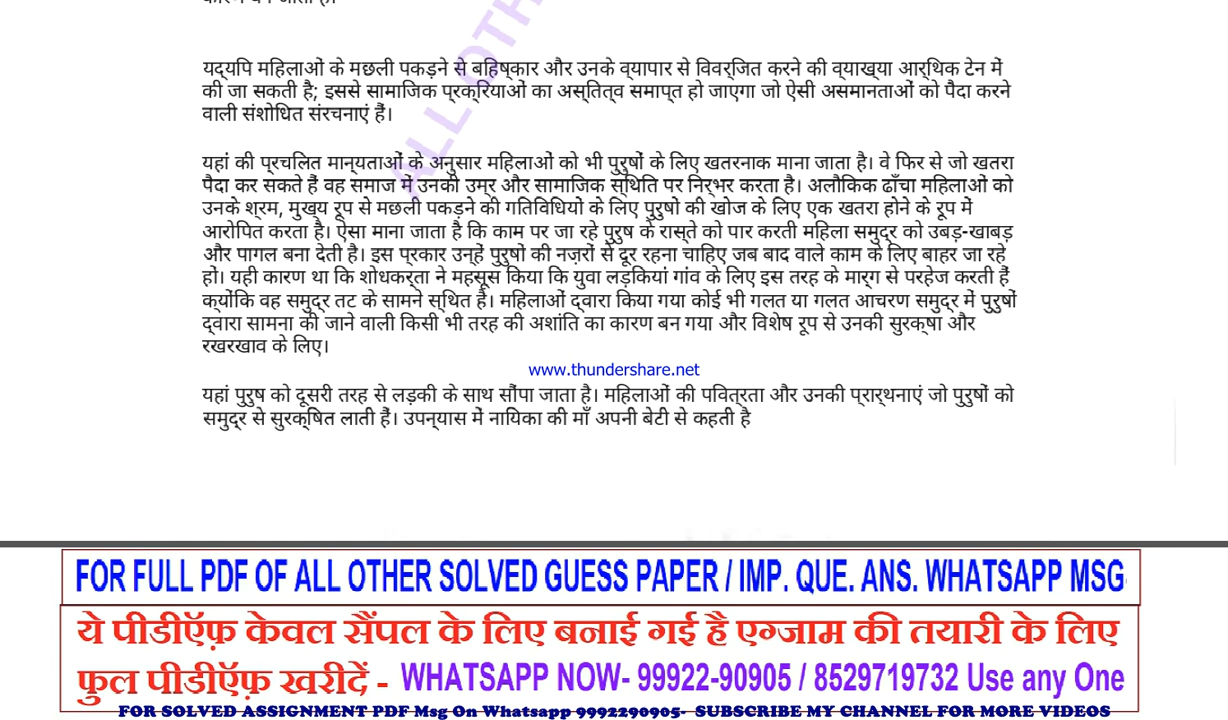 यद्यपि महिलाओं के मछली पकड़ने से बहिष्कार और उनके व्यापार से विवर्जित करने की व्याख्या आर्थिक टेन में
की जा सकती है; इससे सामाजिक प्रक्रियाओं का अस्तित्व समाप्त हो जाएगा जो ऐसी असमानताओं को पैदा करने
वाली संशोधित संरचनाएं हैं।
यहां की प्रचलित मान्यताओं के अनुसार महिलाओं को भी पुरुषों के लिए खतरनाक माना जाता है। वे फिर से जो खतरा
पैदा कर सकते हैं वह समाज में उनकी उम्र और सामाजिक स्थिति पर निर्भर करता है। अलौकिक ढाँचा महिलाओं को
उनके श्रम, मुख्य रूप से मछली पकड़ने की गतिविधियों के लिए पुरुषों की खोज के लिए एक खतरा होने के रूप में
आरोपित करता है। ऐसा माना जाता है कि काम पर जा रहे पुरुष के रास्ते को पार करती महिला समुद्र को उबड़-खाबड़
और पागल बना देती है। इस प्रकार उन्हें पुरुषों की नज़रों से दूर रहना चाहिए जब बाद वाले काम के लिए बाहर जा रहे
हों। यही कारण था कि शोधकर्ता ने महसूस किया कि युवा लड़कियां गांव के लिए इस तरह के मार्ग से परहेज करती हैं
क्योंकि वह समुद्र तट के सामने स्थित है। महिलाओं द्वारा किया गया कोई भी गलत या गलत आचरण समुद्र में पुरुषों
द्वारा सामना की जाने वाली किसी भी तरह की अशांति का कारण बन गया और विशेष रूप से उनकी सुरक्षा और
रखरखाव के लिए।
www.thundershare.net
यहां पुरुष को दूसरी तरह से लड़की के साथ सौंपा जाता है। महिलाओं की पवित्रता और उनकी प्रार्थनाएं जो पुरुषों को
समुद्र से सुरक्षित लाती हैं। उपन्यास में नायिका की माँ अपनी बेटी से कहती है
ALL OTH
FOR FULL PDF OF ALL OTHER SOLVED GUESS PAPER / IMP. QUE. ANS. WHATSAPP MSG
ये पीडीऍफ़ केवल सैंपल के लिए बनाई गई है एग्जाम की तयारी के लिए
फुल पीडीऍफ़ खरीदें - WHATSAPP NOW- 99922-90905 / 8529719732 Use any One
FOR SOLVED ASSIGNMENT PDF Msg On Whatsapp 9992290905- SUBSCRIBE MY CHANNEL FOR MORE VIDEOS